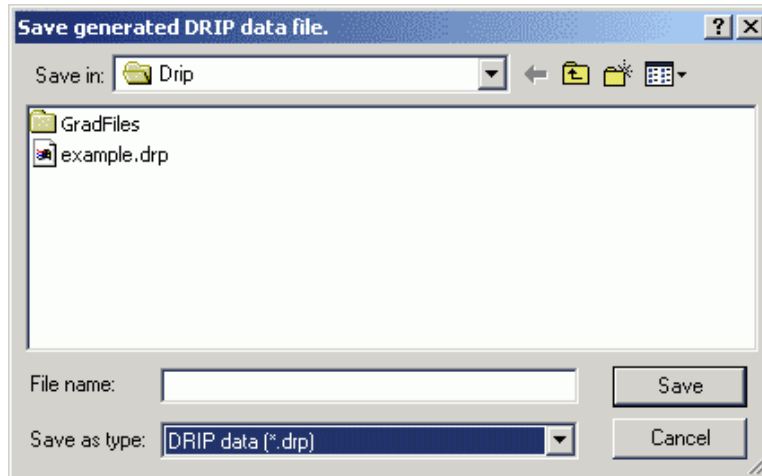 Save generated DRIP data file.
Save in: Drip
GradFiles
example.drp
File name: Save
Save as type: DRIP data (*.drp) Cancel